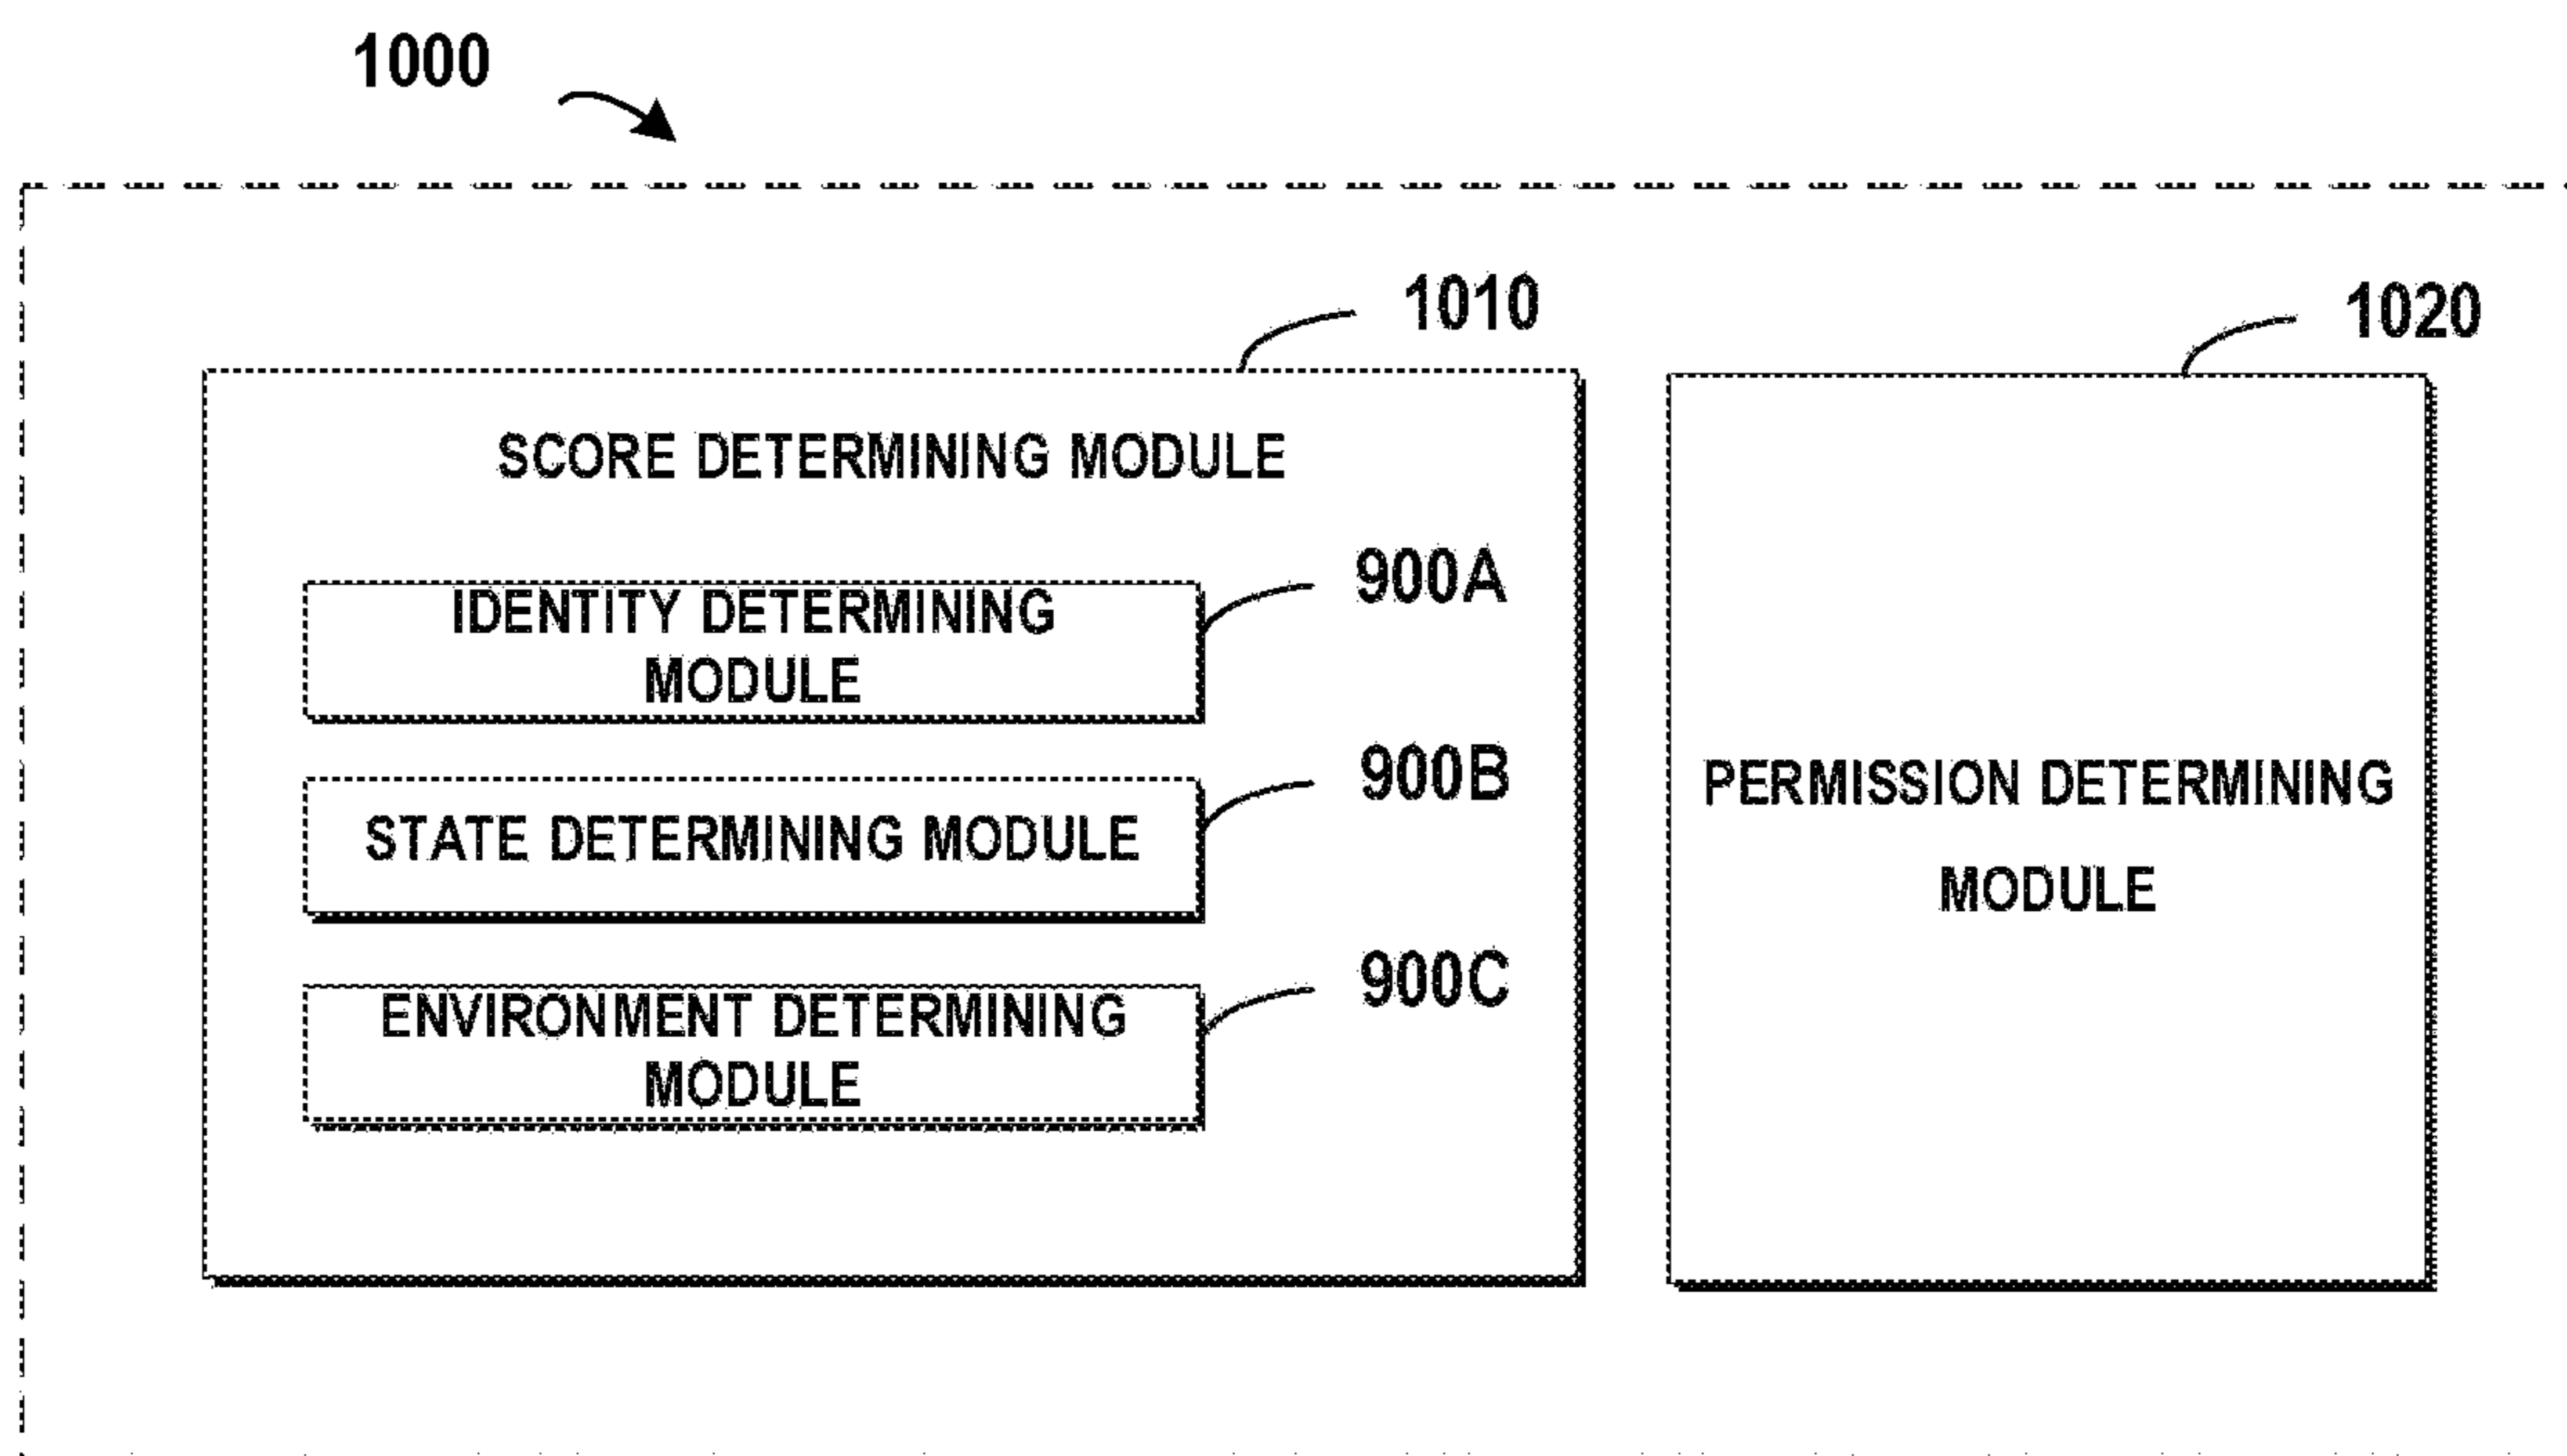 1000
1010
1020
SCORE DETERMINING MODULE
900A
IDENTITY DETERMINING
MODULE
900B
STATE DETERMINING MODULE
900C
ENVIRONMENT DETERMINING
MODULE
PERMISSION DETERMINING
MODULE